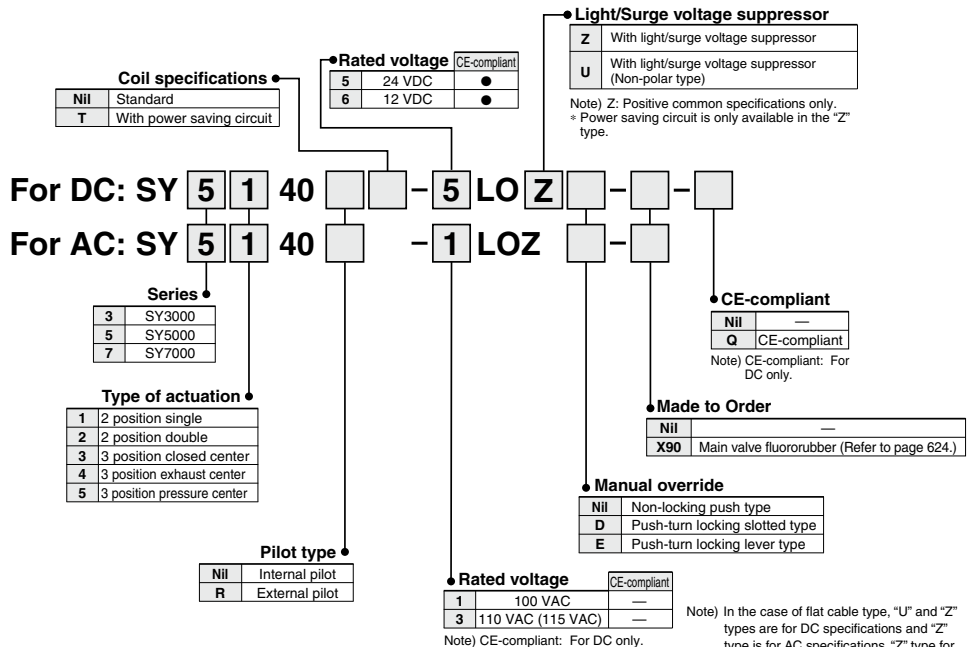 Light/Surge voltage suppressor
Z With light/surge voltage suppressor
U With light/surge voltage suppressor (Non-polar type)
Note) Z: Positive common specifications only.
* Power saving circuit is only available in the “Z”
type.
Rated voltage CE-compliant
5 24 VDC ●
6 12 VDC ●
Coil specifications
Nil Standard
T With power saving circuit
For DC: SY 5 1 40 - 5 LO Z - -
For AC: SY 5 1 40 - 1 LOZ -
Series
3 SY3000
5 SY5000
7 SY7000
CE-compliant
Nil —
Q CE-compliant
Note) CE-compliant: For
DC only.
Type of actuation
1 2 position single
2 2 position double
3 3 position closed center
4 3 position exhaust center
5 3 position pressure center
Made to Order
Nil —
X90 Main valve fluororubber (Refer to page 624.)
Manual override
Nil Non-locking push type
D Push-turn locking slotted type
E Push-turn locking lever type
Pilot type
Nil Internal pilot
R External pilot
Rated voltage CE-compliant
1 100 VAC —
3 110 VAC (115 VAC) —
Note) CE-compliant: For DC only.
Note) In the case of flat cable type, “U” and “Z”
types are for DC specifications and “Z”
type is for AC specifications. “Z” type for